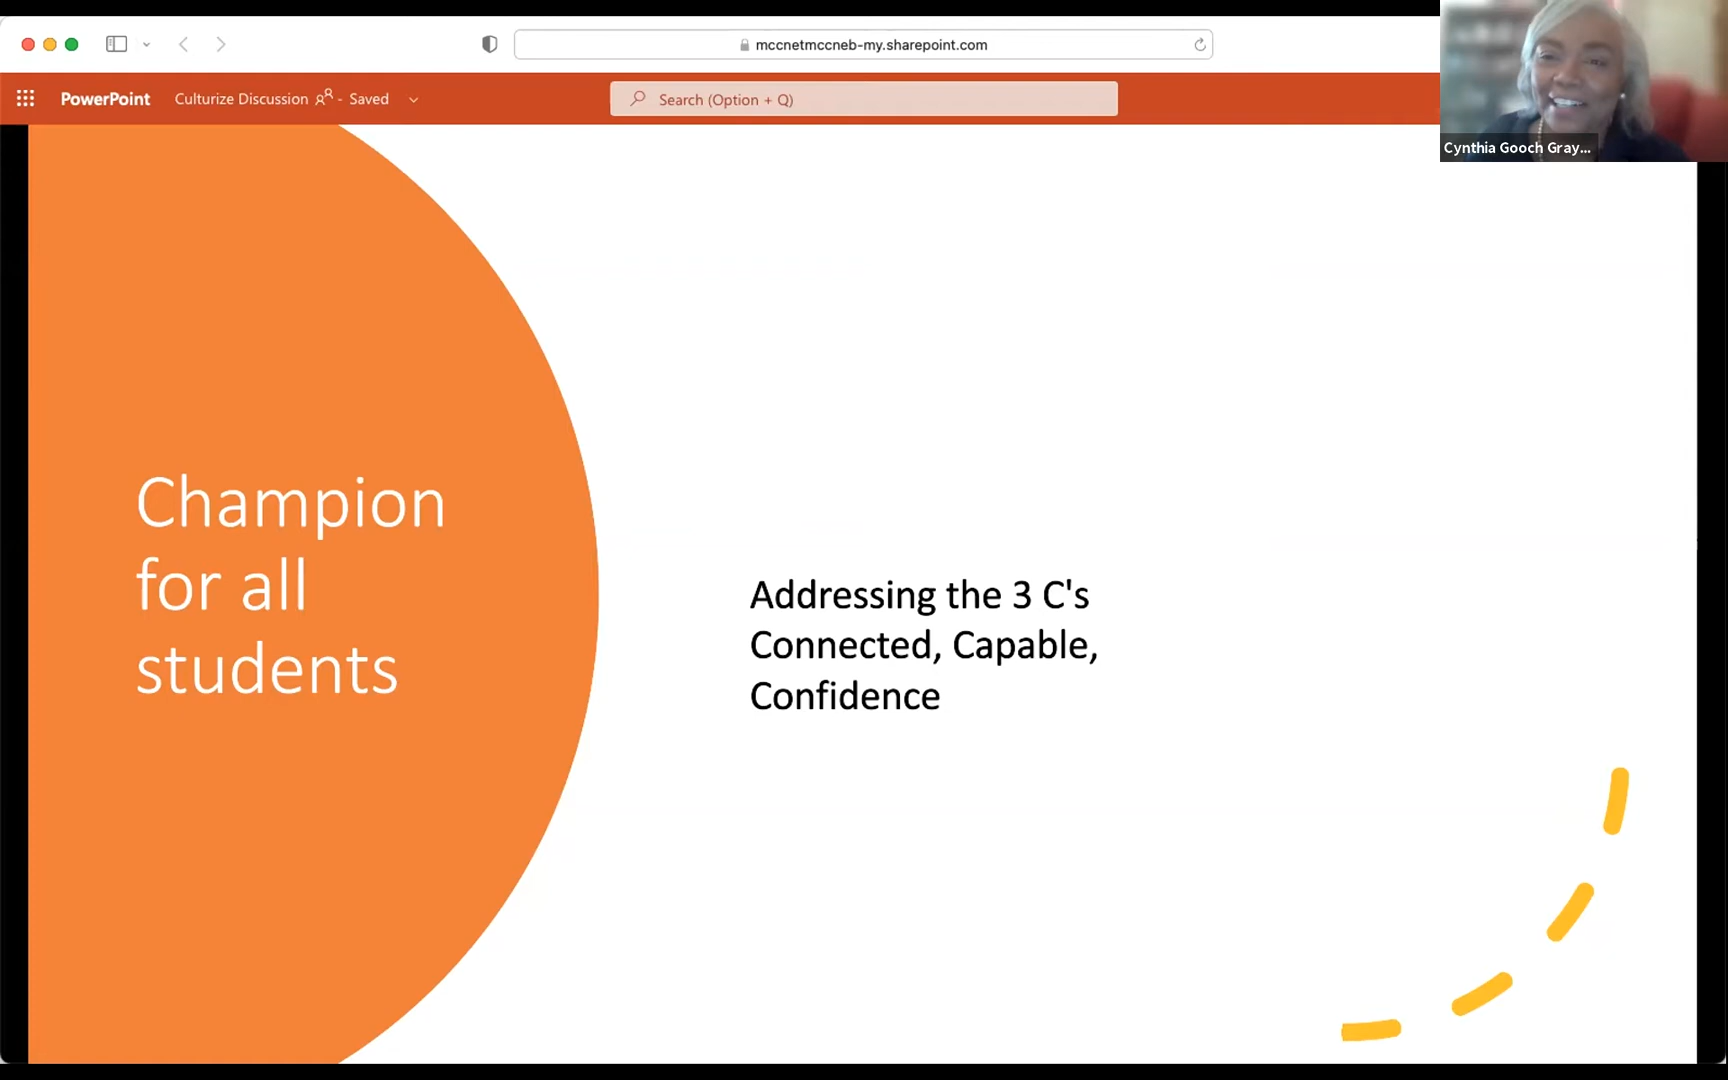 mccnetmccneb-my.sharepoint.com
PowerPoint
Culturize Discussion - Saved
Search (Option + Q)
Cynthia Gooch Gray...
Champion
for all
students
Addressing the 3 C's
Connected, Capable,
Confidence